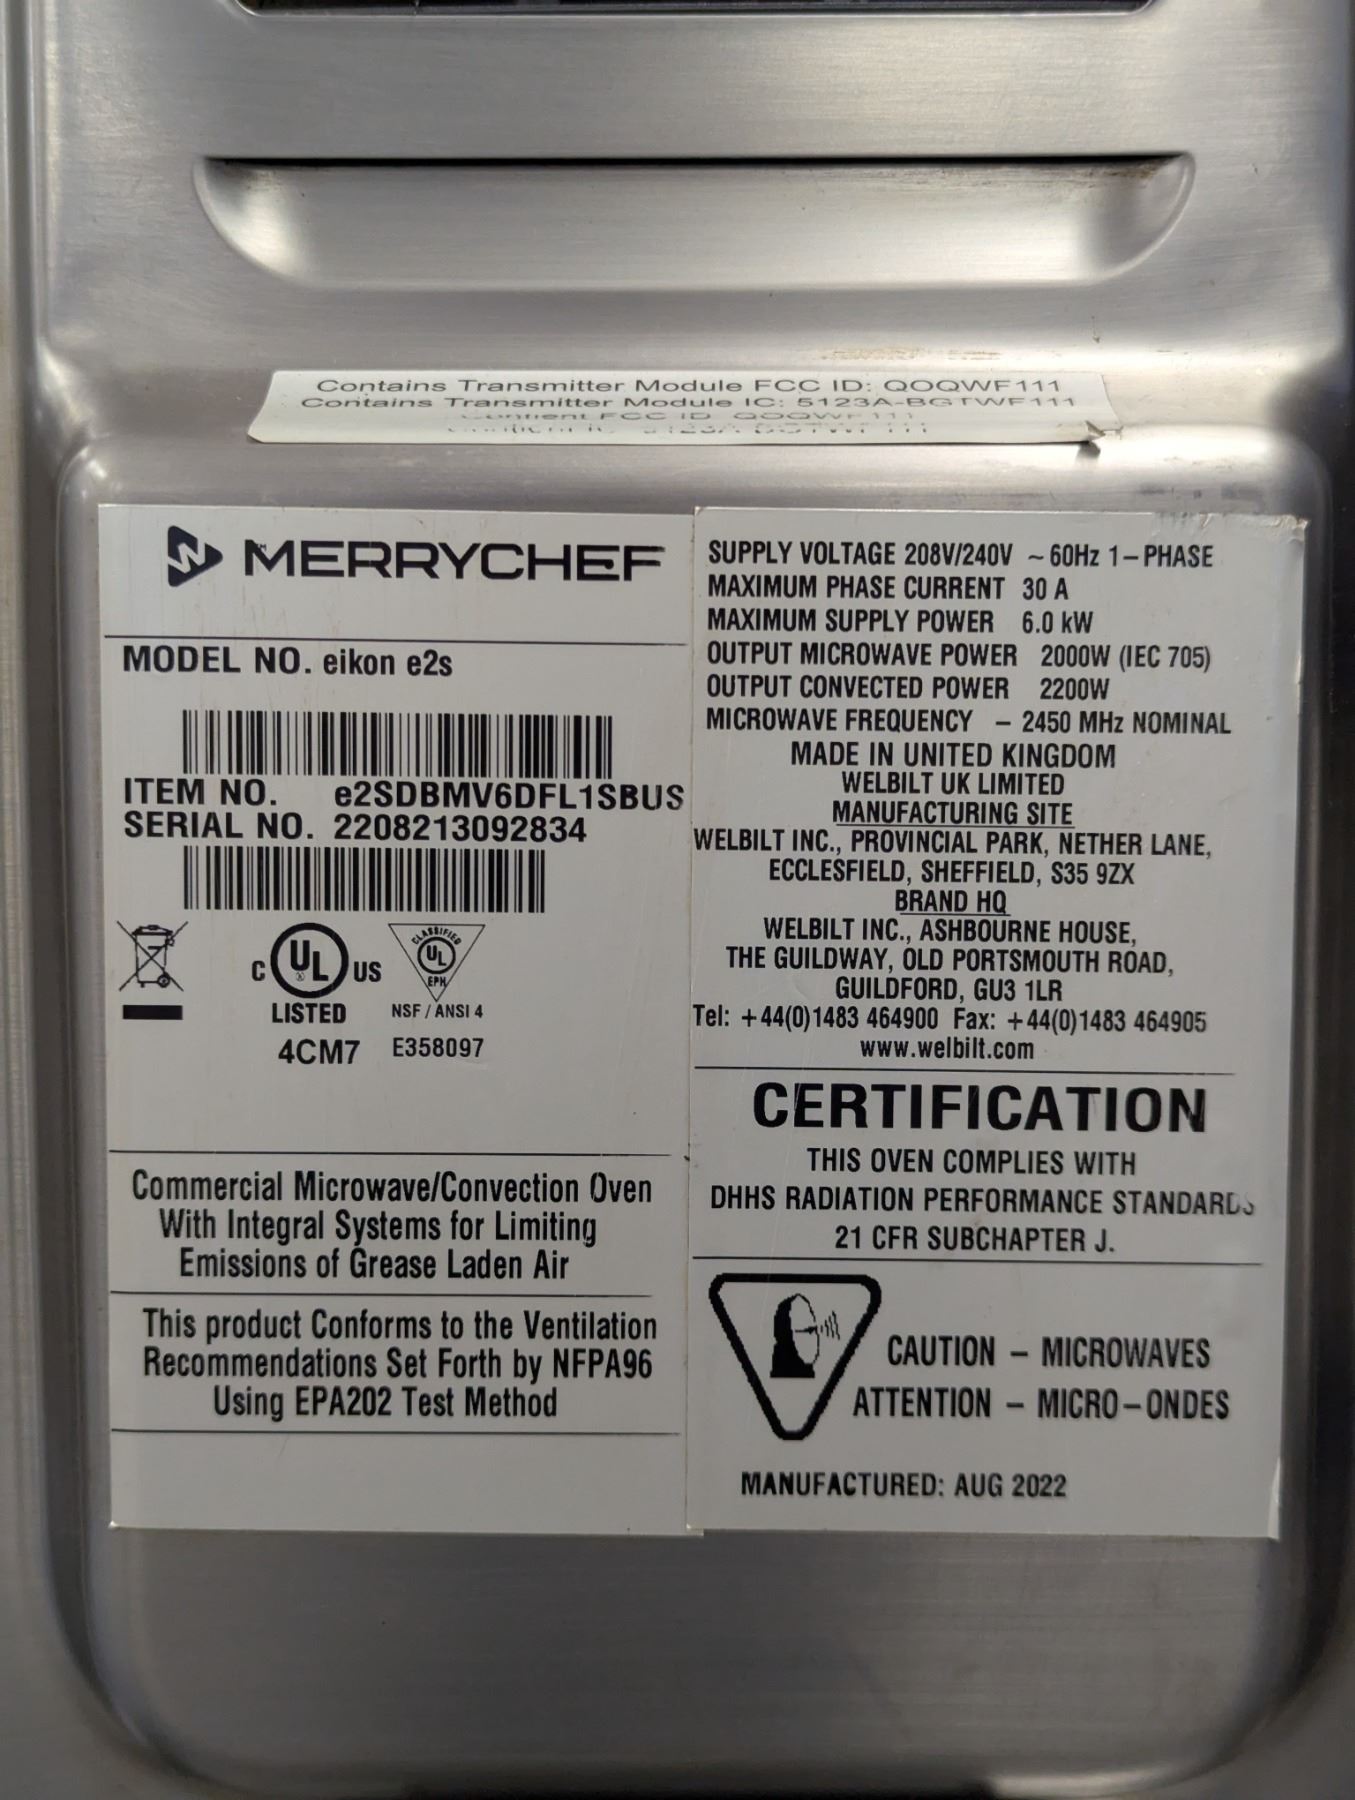 Contains Transmitter Module FCC ID: QOQWF111
Contains Transmitter Module IC: 5123A-BGTWF111
Contient FCC ID QOQWF111
MERRYCHEF
MODEL NO. eikon e2s
ITEM NO. e2SDBMV6DFL1SBUS
SERIAL NO. 2208213092834
C UL US
LISTED
4CM7
CLASSIFIED
UL
EPH
NSF / ANSI 4
E358097
Commercial Microwave/Convection Oven
With Integral Systems for Limiting
Emissions of Grease Laden Air
This product Conforms to the Ventilation
Recommendations Set Forth by NFPA96
Using EPA202 Test Method
SUPPLY VOLTAGE 208V/240V ~ 60Hz 1-PHASE
MAXIMUM PHASE CURRENT 30 A
MAXIMUM SUPPLY POWER 6.0 kW
OUTPUT MICROWAVE POWER 2000W (IEC 705)
OUTPUT CONVECTED POWER 2200W
MICROWAVE FREQUENCY – 2450 MHz NOMINAL
MADE IN UNITED KINGDOM
WELBILT UK LIMITED
MANUFACTURING SITE
WELBILT INC., PROVINCIAL PARK, NETHER LANE,
ECCLESFIELD, SHEFFIELD, S35 9ZX
BRAND HQ
WELBILT INC., ASHBOURNE HOUSE,
THE GUILDWAY, OLD PORTSMOUTH ROAD,
GUILDFORD, GU3 1LR
Tel: +44(0)1483 464900 Fax: +44(0)1483 464905
www.welbilt.com
CERTIFICATION
THIS OVEN COMPLIES WITH
DHHS RADIATION PERFORMANCE STANDARDS
21 CFR SUBCHAPTER J.
CAUTION – MICROWAVES
ATTENTION – MICRO-ONDES
MANUFACTURED: AUG 2022